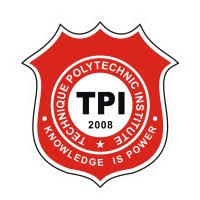 TECHNIQUE POLYTECHNIC INSTITUTE
TPI
2008
• KNOWLEDGE IS POWER •